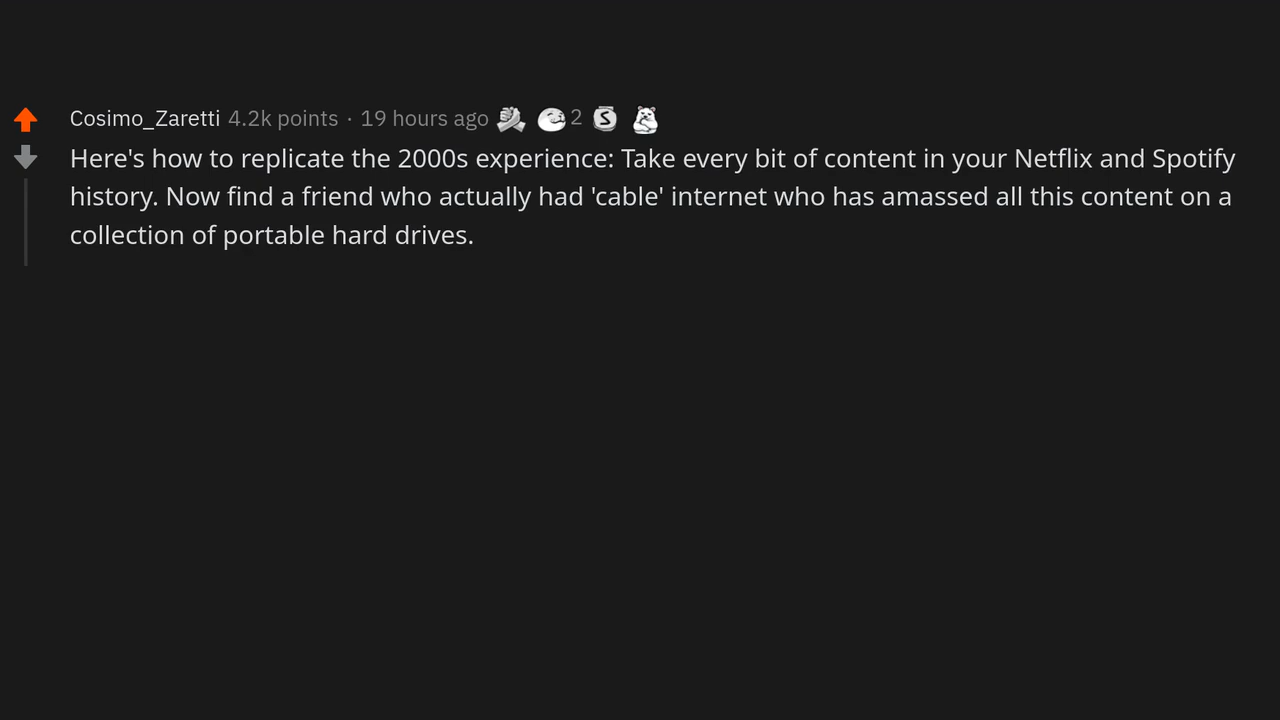 Cosimo_Zaretti 4.2k points · 19 hours ago 2 S
Here's how to replicate the 2000s experience: Take every bit of content in your Netflix and Spotify
history. Now find a friend who actually had 'cable' internet who has amassed all this content on a
collection of portable hard drives.